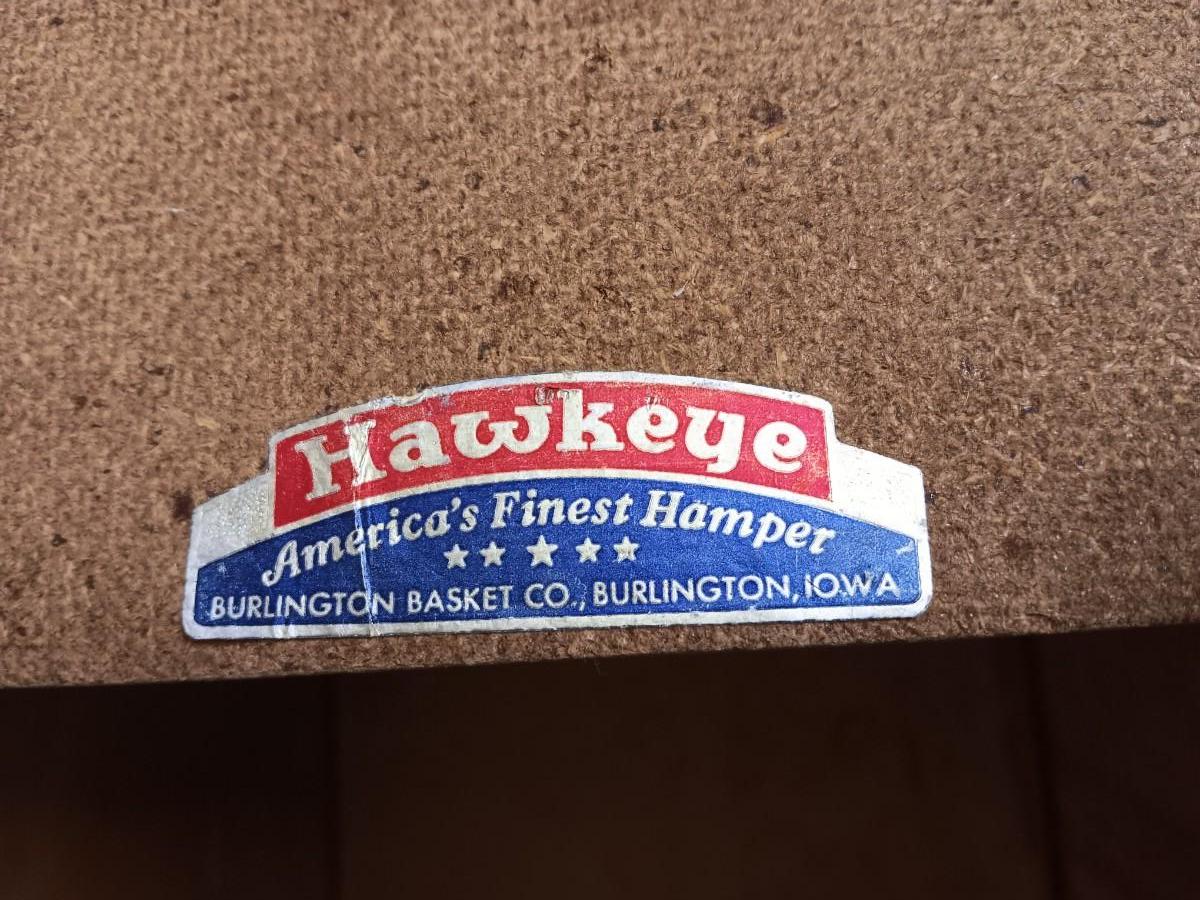 Hawkeye
America's Finest Hamper
BURLINGTON BASKET CO., BURLINGTON, IOWA